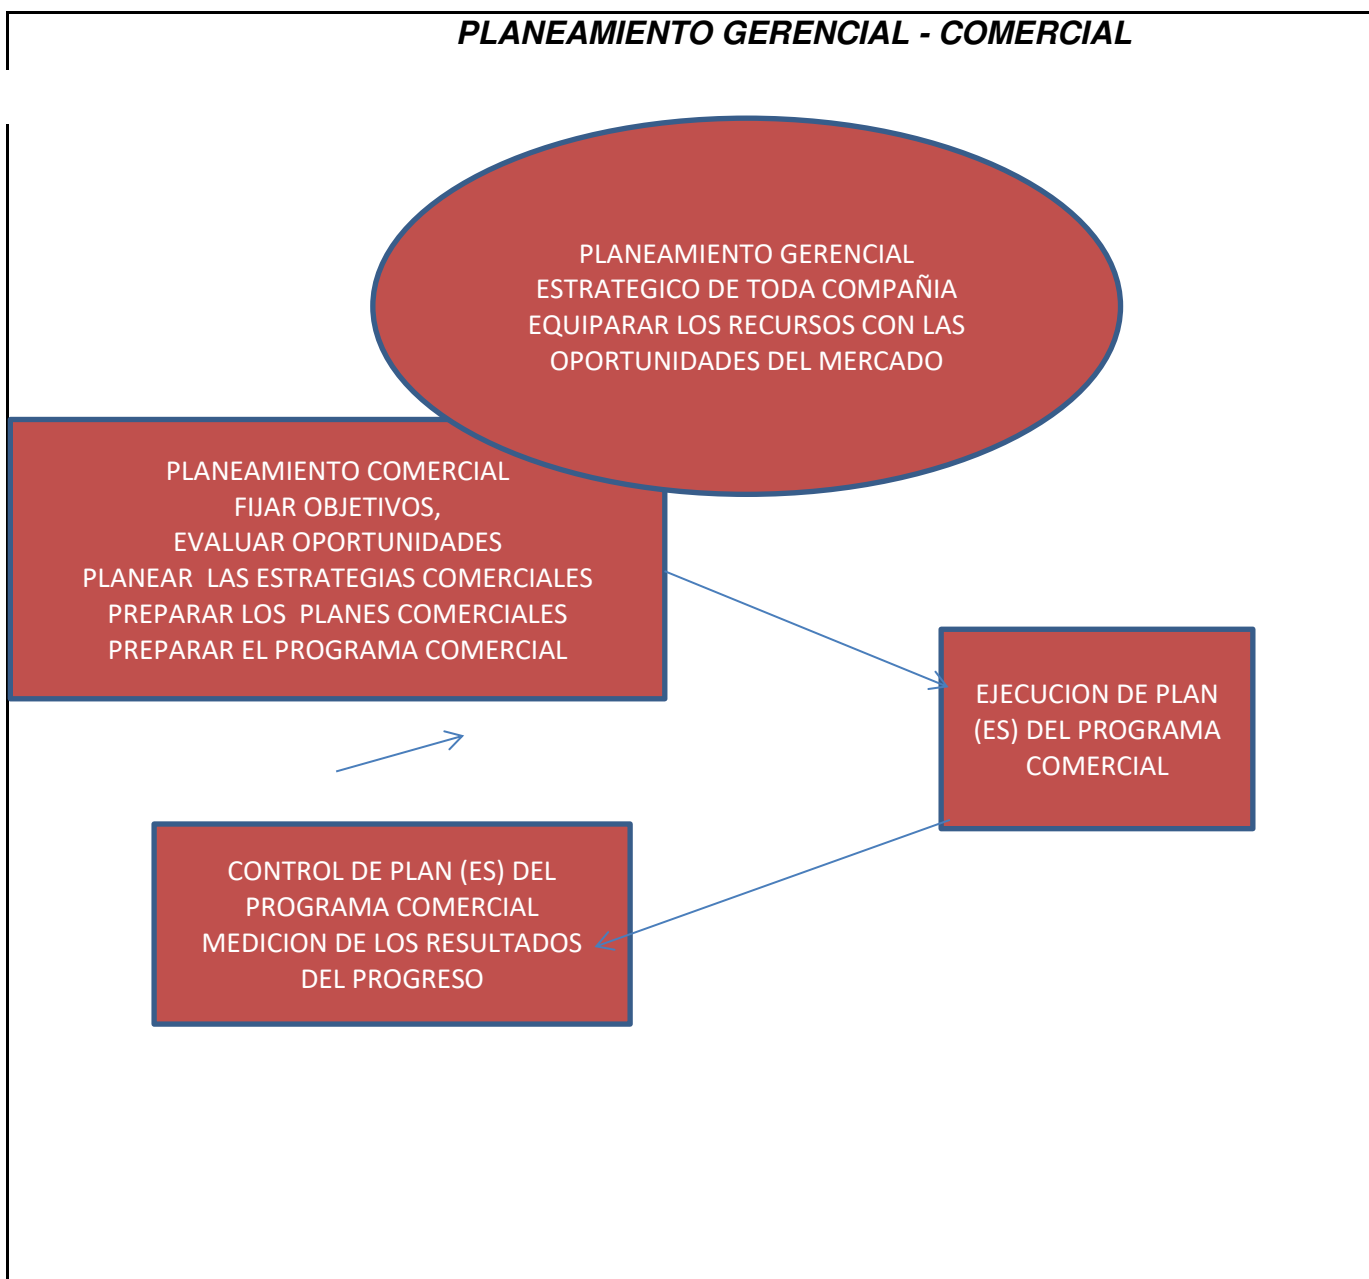 PLANEAMIENTO GERENCIAL - COMERCIAL
PLANEAMIENTO GERENCIAL
ESTRATEGICO DE TODA COMPAÑIA
EQUIPARAR LOS RECURSOS CON LAS
OPORTUNIDADES DEL MERCADO
PLANEAMIENTO COMERCIAL
FIJAR OBJETIVOS,
EVALUAR OPORTUNIDADES
PLANEAR  LAS ESTRATEGIAS COMERCIALES
PREPARAR LOS  PLANES COMERCIALES
PREPARAR EL PROGRAMA COMERCIAL
EJECUCION DE PLAN
(ES) DEL PROGRAMA
COMERCIAL
CONTROL DE PLAN (ES) DEL
PROGRAMA COMERCIAL
MEDICION DE LOS RESULTADOS
DEL PROGRESO